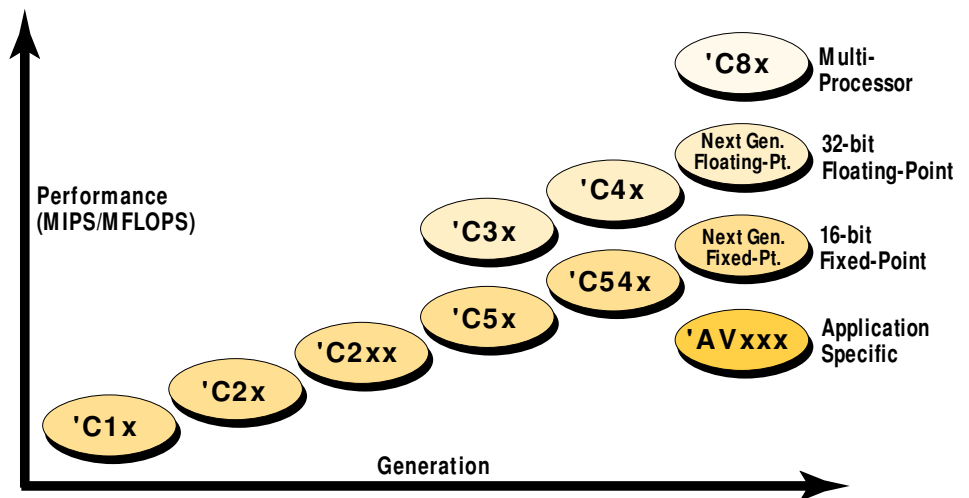 'C8x
Multi-
Processor
Next Gen.
Floating-Pt.
32-bit
Floating-Point
'C4x
Performance
(MIPS/MFLOPS)
'C3x
Next Gen.
Fixed-Pt.
16-bit
Fixed-Point
'C54x
'C5x
'AVxxx
Application
Specific
'C2xx
'C2x
'C1x
Generation